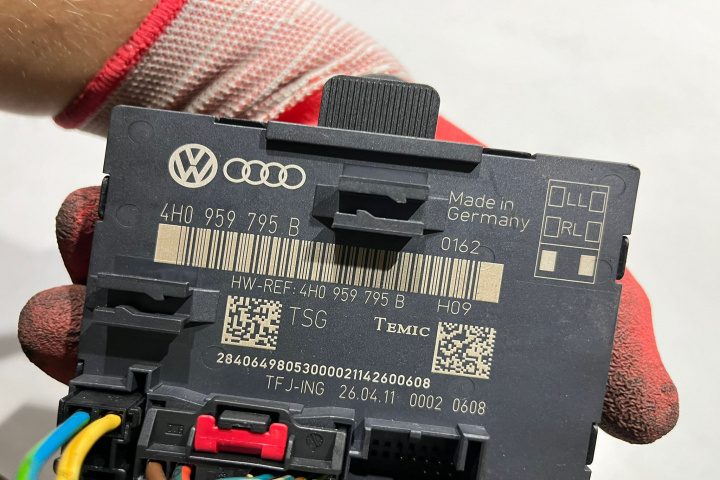 4H0 959 795 B
Made in
Germany
LL
RL
0162
HW-REF: 4H0 959 795 B H09
TSG
TEMIC
28406498053000021142600608
TFJ-ING 26.04.11 0002 0608